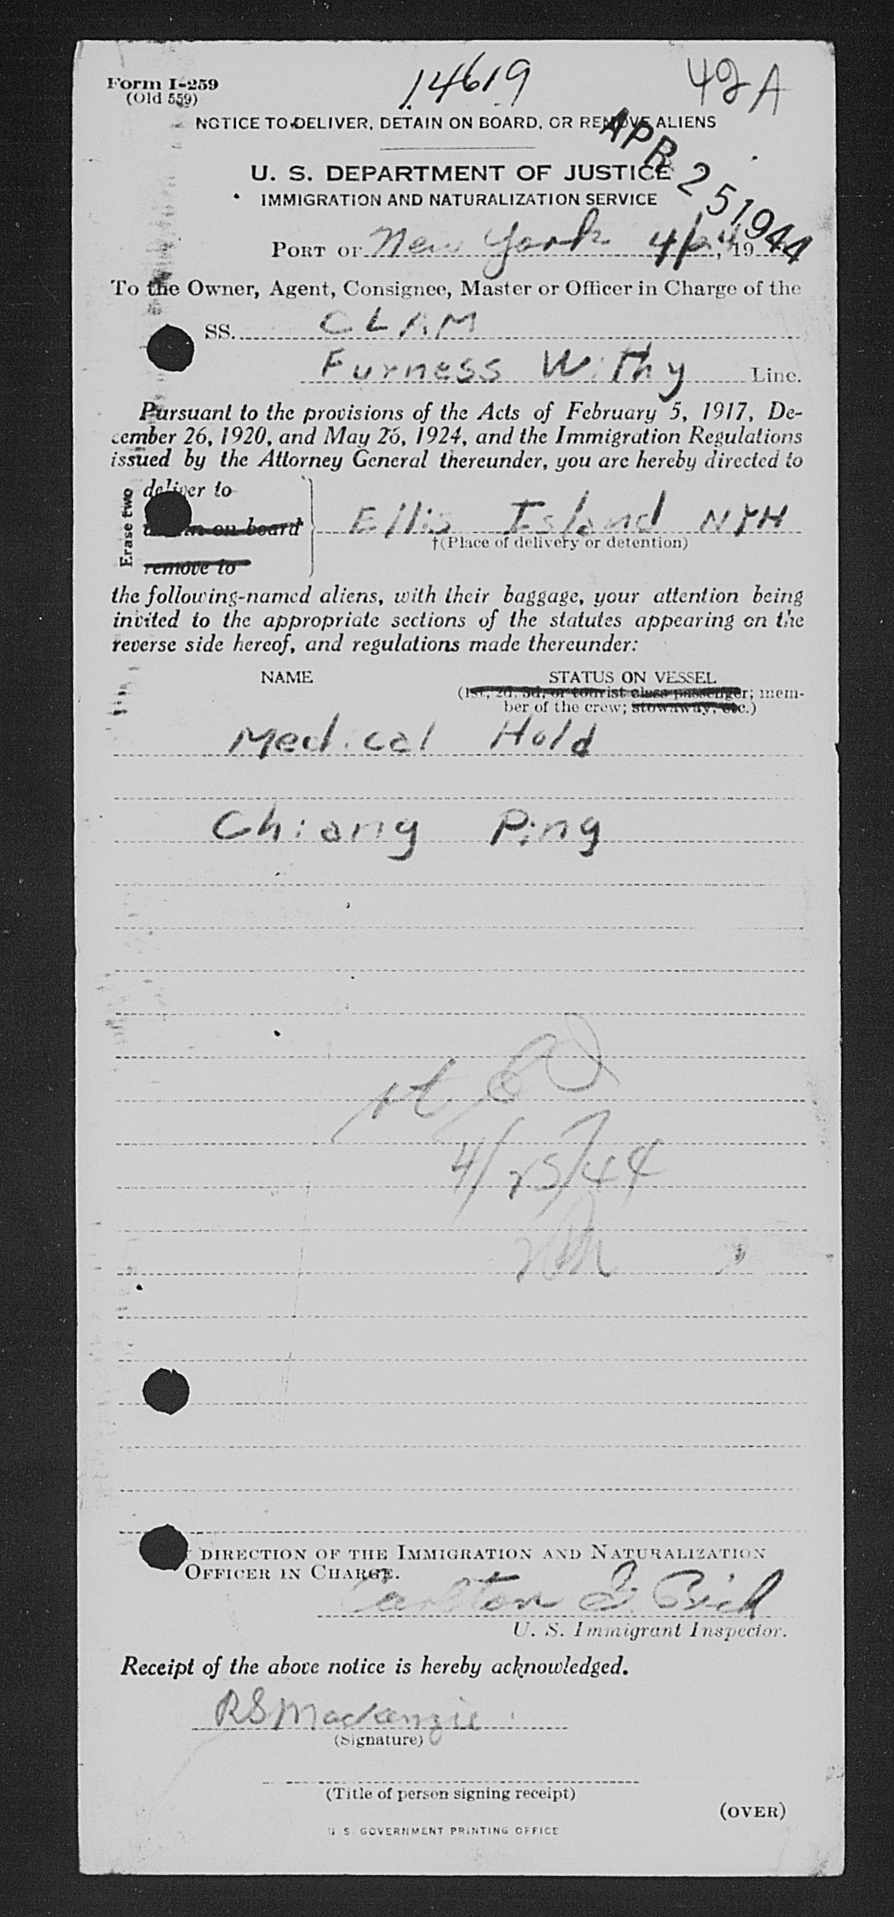 Form I-259
(Old 559)
14619
42A
NOTICE TO DELIVER, DETAIN ON BOARD, OR REMOVE ALIENS
APR 25 1944
U. S. DEPARTMENT OF JUSTICE
IMMIGRATION AND NATURALIZATION SERVICE
PORT OF New York 4/24, 19
To the Owner, Agent, Consignee, Master or Officer in Charge of the
SS. CLAM
Furness Withy Line.
Pursuant to the provisions of the Acts of February 5, 1917, De-
cember 26, 1920, and May 26, 1924, and the Immigration Regulations
issued by the Attorney General thereunder, you are hereby directed to
Erase two
deliver to
detain on board
remove to
Ellis Island NYH
†(Place of delivery or detention)
the following-named aliens, with their baggage, your attention being
invited to the appropriate sections of the statutes appearing on the
reverse side hereof, and regulations made thereunder:
NAME STATUS ON VESSEL
(1st, 2d, 3d, or tourist class passenger; mem-
ber of the crew; stowaway, etc.)
Medical Hold
Chiang Ping
4/25/44
DIRECTION OF THE IMMIGRATION AND NATURALIZATION
OFFICER IN CHARGE.
Carlton
U. S. Immigrant Inspector.
Receipt of the above notice is hereby acknowledged.
RS Mackenzie
(Signature)
(Title of person signing receipt)
(OVER)
U S GOVERNMENT PRINTING OFFICE